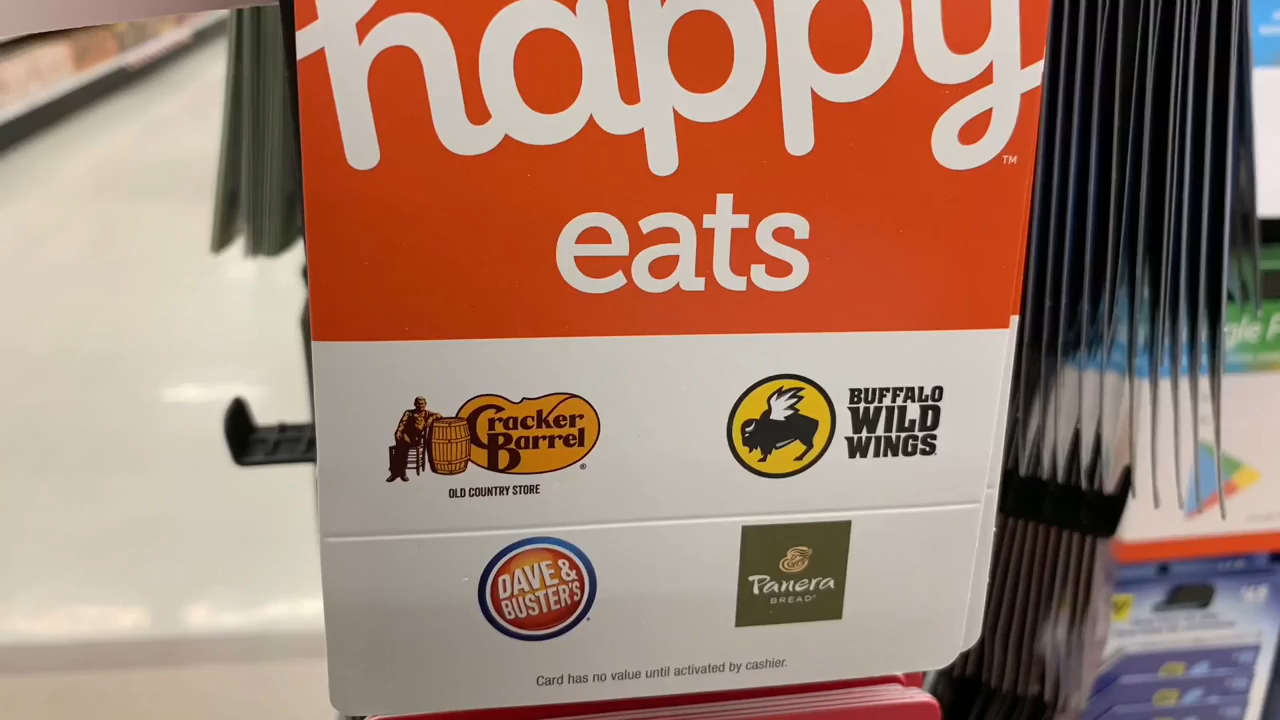 happy™
eats
Cracker
Barrel®
OLD COUNTRY STORE
BUFFALO
WILD
WINGS
DAVE &
BUSTER'S®
Panera
BREAD®
Card has no value until activated by cashier.